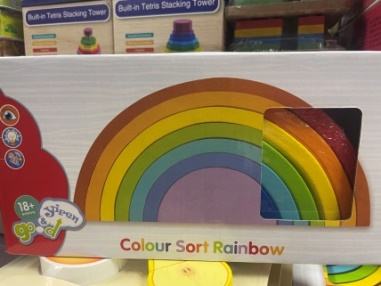 Built-in Tetris Stacking Tower
Built-in Tetris Stacking Tower
18+
Colour Sort Rainbow